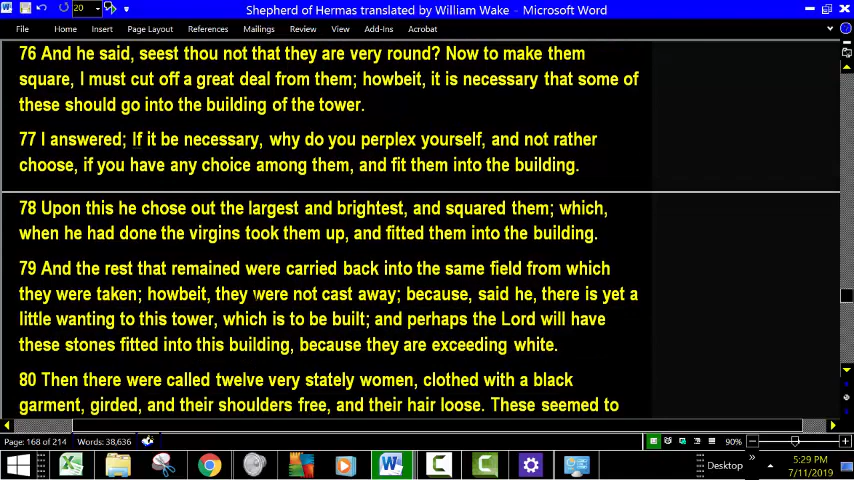 20
Shepherd of Hermas translated by William Wake - Microsoft Word
File Home Insert Page Layout References Mailings Review View Add-Ins Acrobat
76 And he said, seest thou not that they are very round? Now to make them
square, I must cut off a great deal from them; howbeit, it is necessary that some of
these should go into the building of the tower.
77 I answered; If it be necessary, why do you perplex yourself, and not rather
choose, if you have any choice among them, and fit them into the building.
78 Upon this he chose out the largest and brightest, and squared them; which,
when he had done the virgins took them up, and fitted them into the building.
79 And the rest that remained were carried back into the same field from which
they were taken; howbeit, they were not cast away; because, said he, there is yet a
little wanting to this tower, which is to be built; and perhaps the Lord will have
these stones fitted into this building, because they are exceeding white.
80 Then there were called twelve very stately women, clothed with a black
garment, girded, and their shoulders free, and their hair loose. These seemed to
Page: 168 of 214 Words: 38,636 90%
Desktop
5:29 PM
7/11/2019